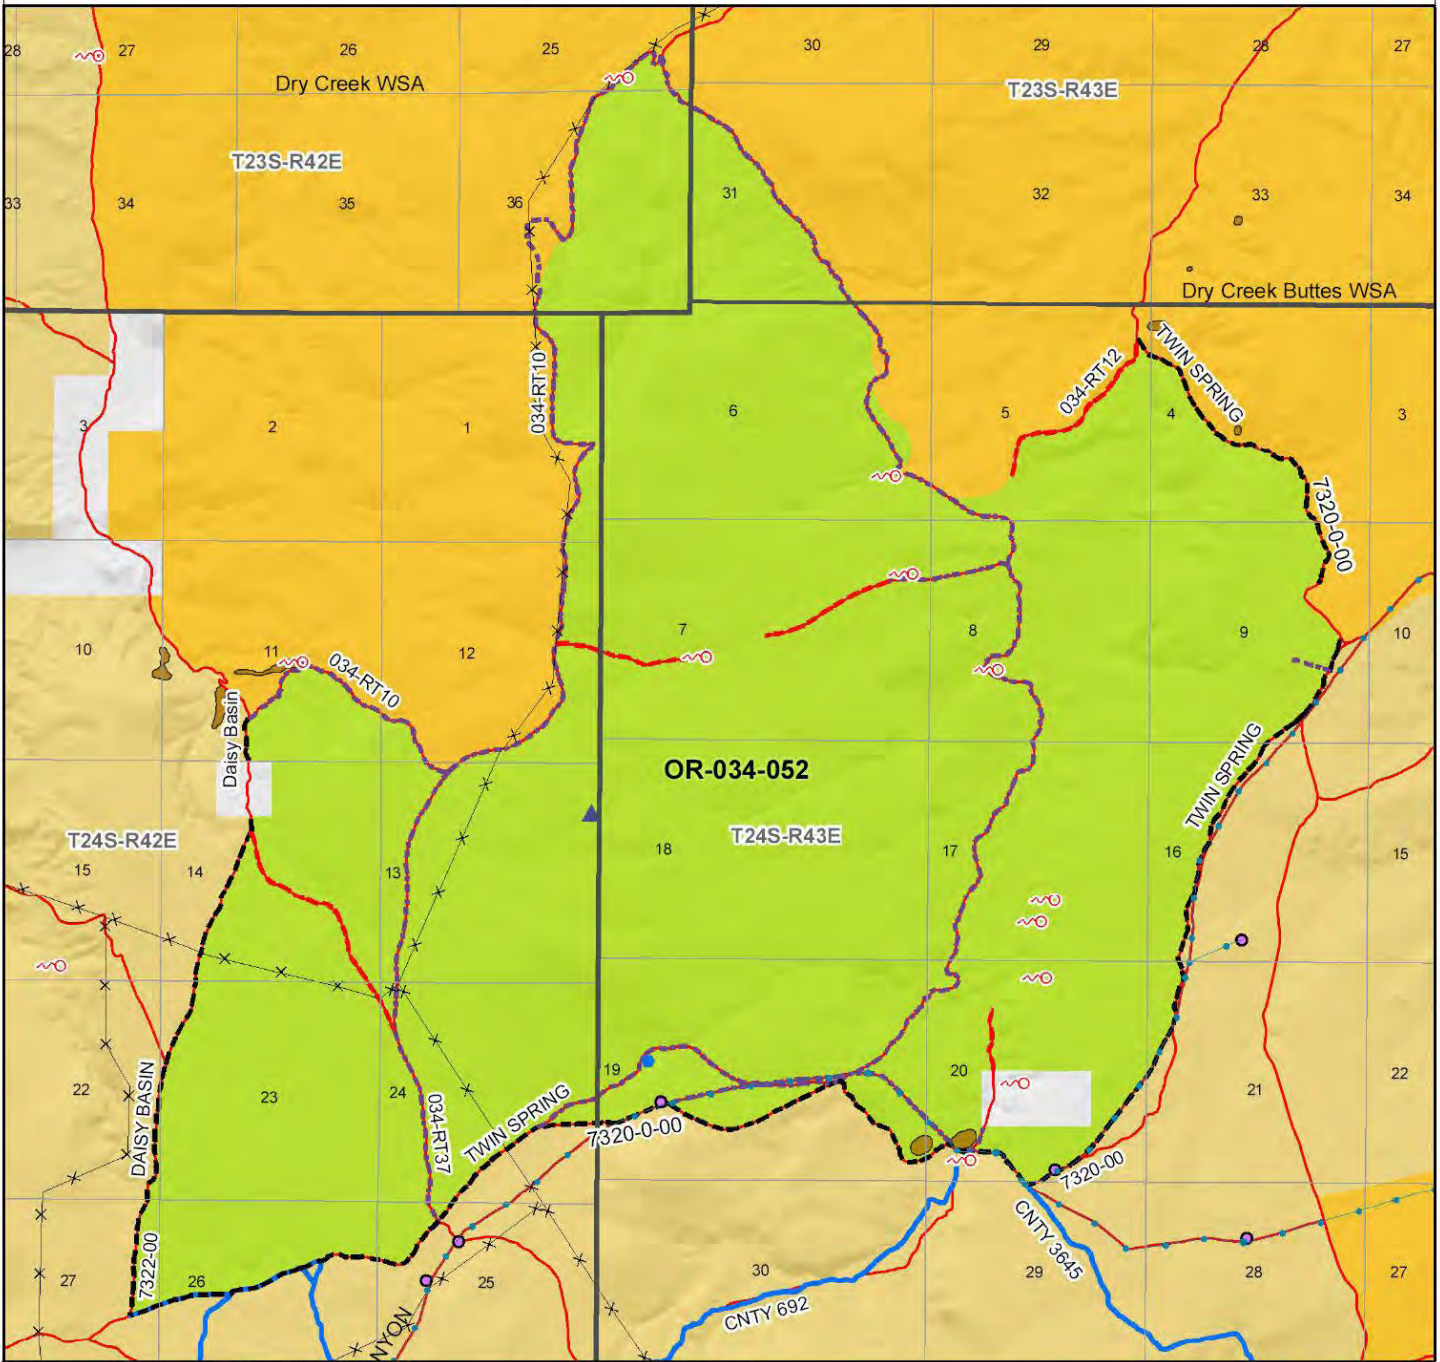 28
27
26
25
30
29
28
27
Dry Creek WSA
T23S-R43E
T23S-R42E
33
34
35
36
31
32
33
34
Dry Creek Buttes WSA
TWIN SPRING
034-RT12
034-RT10
3
2
1
6
5
4
3
7320-0-00
10
11
12
7
8
9
10
034-RT10
Daisy Basin
TWIN SPRING
OR-034-052
T24S-R42E
T24S-R43E
15
14
13
18
17
16
15
22
23
24
19
20
21
22
DAISY BASIN
034-RT37
TWIN SPRING
7320-0-00
7320-00
CNTY 3645
7322-00
27
26
25
30
29
28
27
CNTY 692
NYON